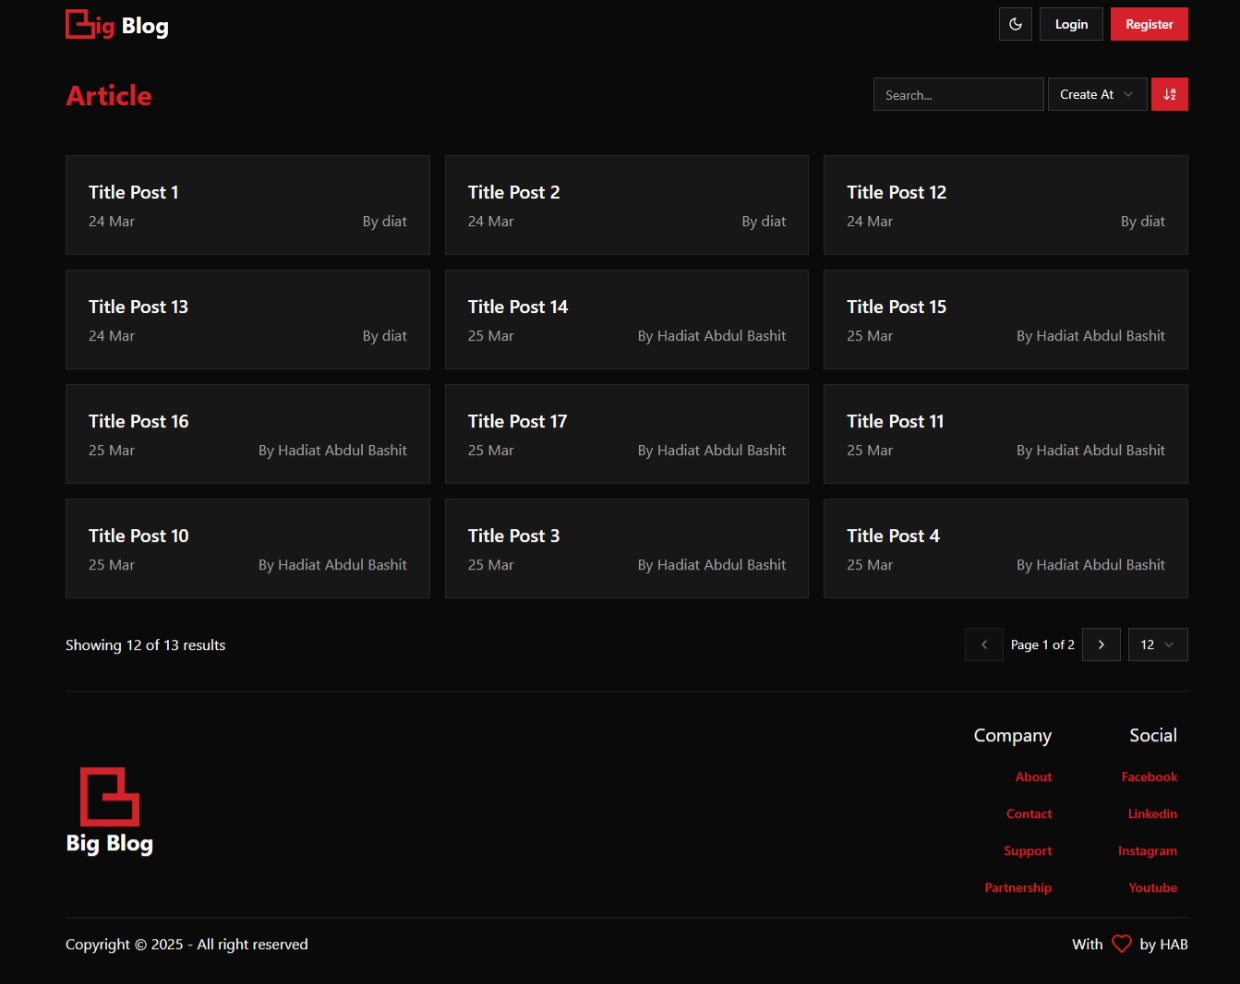 Big Blog
Login
Register
Article
Search...
Create At
Title Post 1
24 Mar
By diat
Title Post 2
24 Mar
By diat
Title Post 12
24 Mar
By diat
Title Post 13
24 Mar
By diat
Title Post 14
25 Mar
By Hadiat Abdul Bashit
Title Post 15
25 Mar
By Hadiat Abdul Bashit
Title Post 16
25 Mar
By Hadiat Abdul Bashit
Title Post 17
25 Mar
By Hadiat Abdul Bashit
Title Post 11
25 Mar
By Hadiat Abdul Bashit
Title Post 10
25 Mar
By Hadiat Abdul Bashit
Title Post 3
25 Mar
By Hadiat Abdul Bashit
Title Post 4
25 Mar
By Hadiat Abdul Bashit
Showing 12 of 13 results
Page 1 of 2
12
Big Blog
Company
About
Contact
Support
Partnership
Social
Facebook
Linkedin
Instagram
Youtube
Copyright © 2025 - All right reserved
With
by HAB